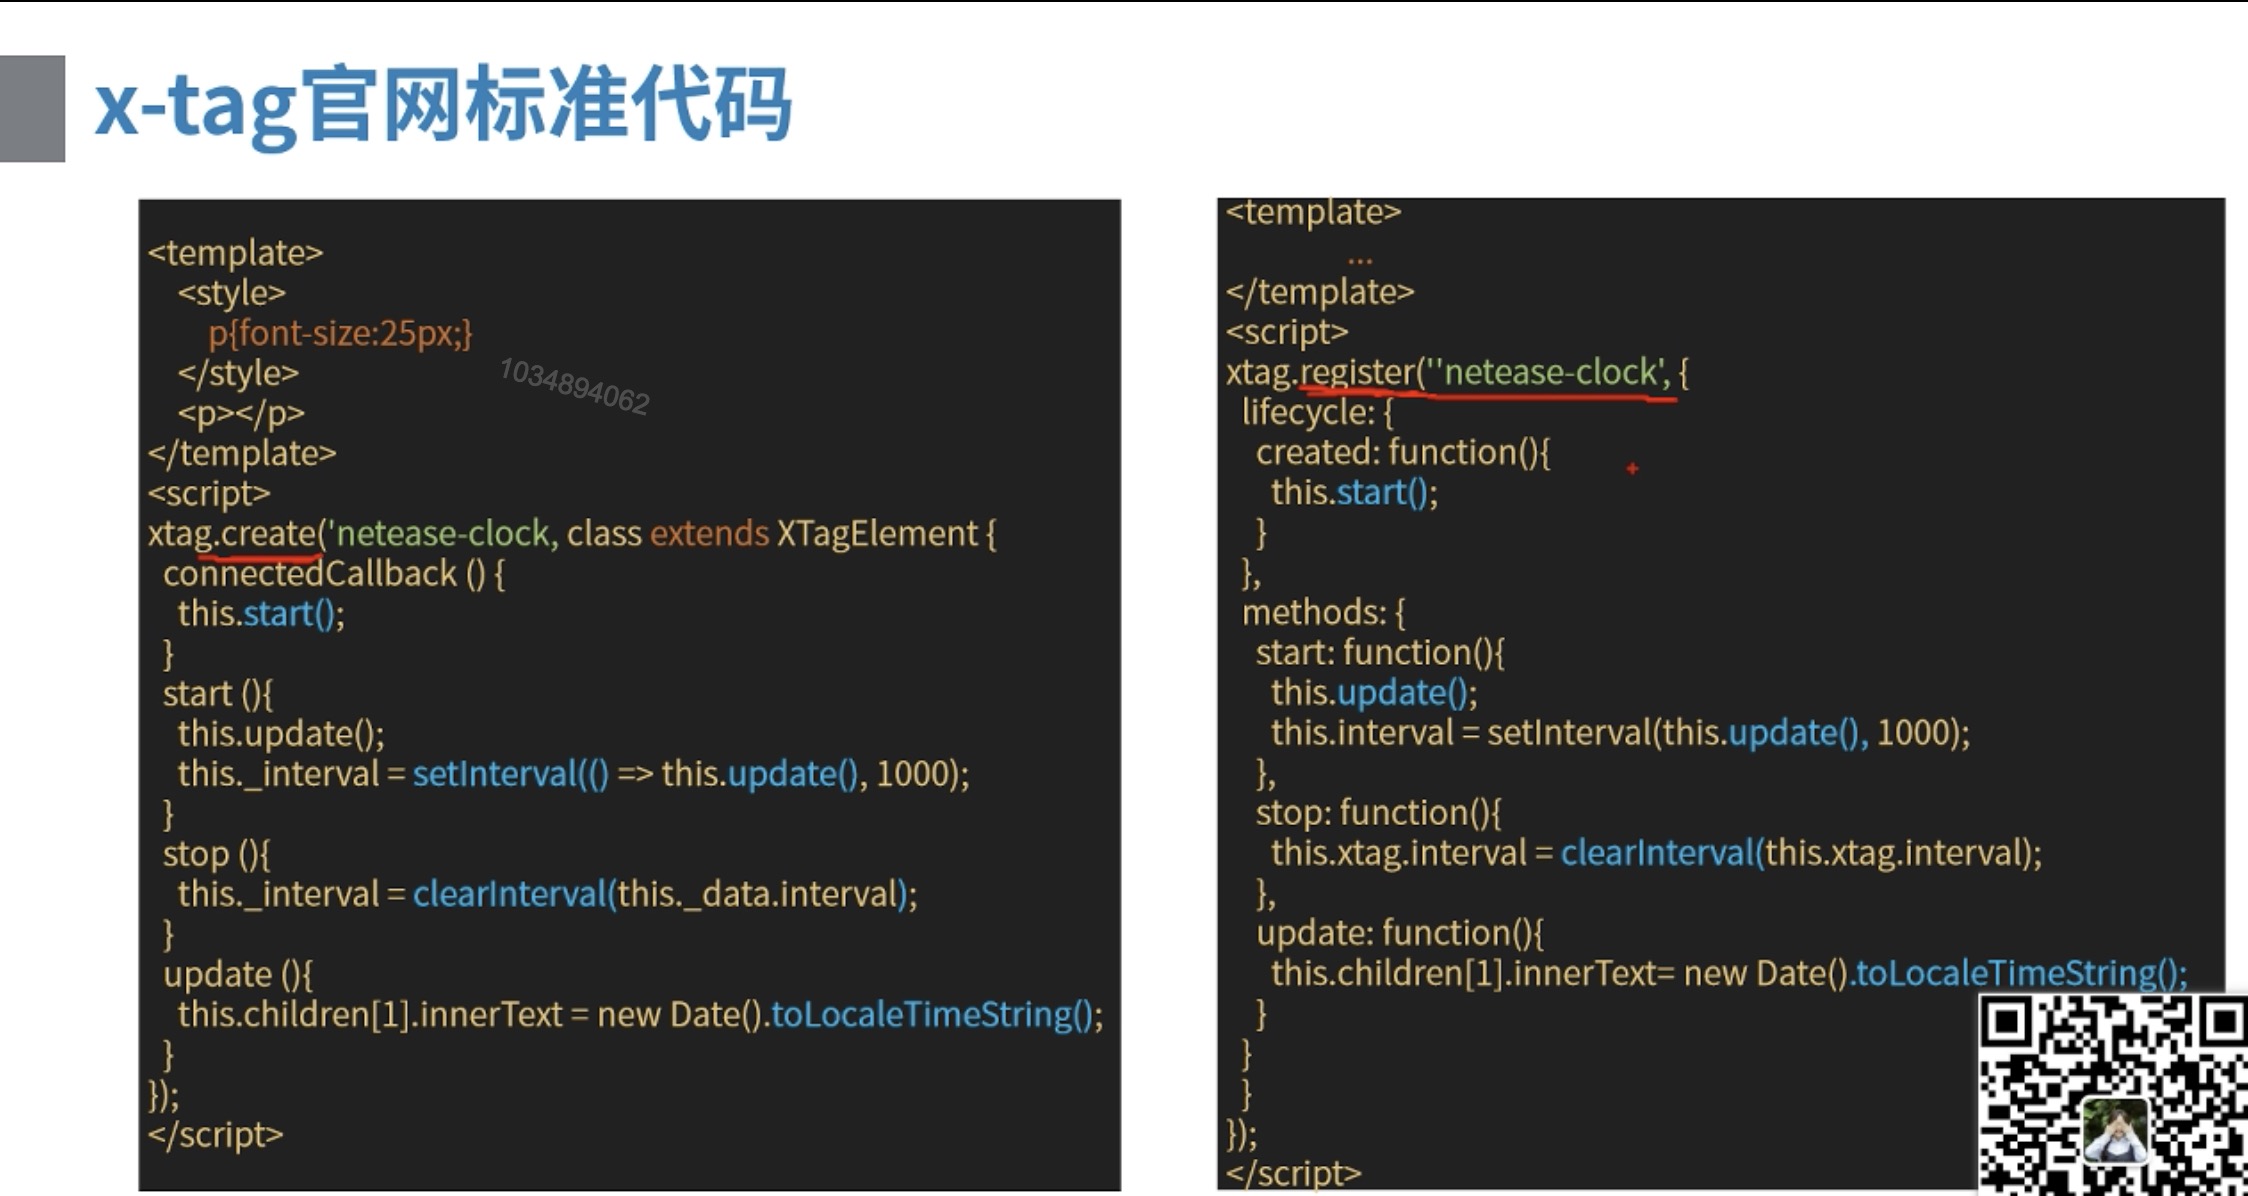 x-tag官网标准代码
<template>
<style>
p{font-size:25px;}
</style>
<p></p>
</template>
<script>
xtag.create('netease-clock, class extends XTagElement {
connectedCallback () {
this.start();
}
start (){
this.update();
this._interval = setInterval(() => this.update(), 1000);
}
stop (){
this._interval = clearInterval(this._data.interval);
}
update (){
this.children[1].innerText = new Date().toLocaleTimeString();
}
});
</script>
1034894062
<template>
...
</template>
<script>
xtag.register(''netease-clock', {
lifecycle: {
created: function(){
this.start();
}
},
methods: {
start: function(){
this.update();
this.interval = setInterval(this.update(), 1000);
},
stop: function(){
this.xtag.interval = clearInterval(this.xtag.interval);
},
update: function(){
this.children[1].innerText= new Date().toLocaleTimeString();
}
}
}
});
</script>